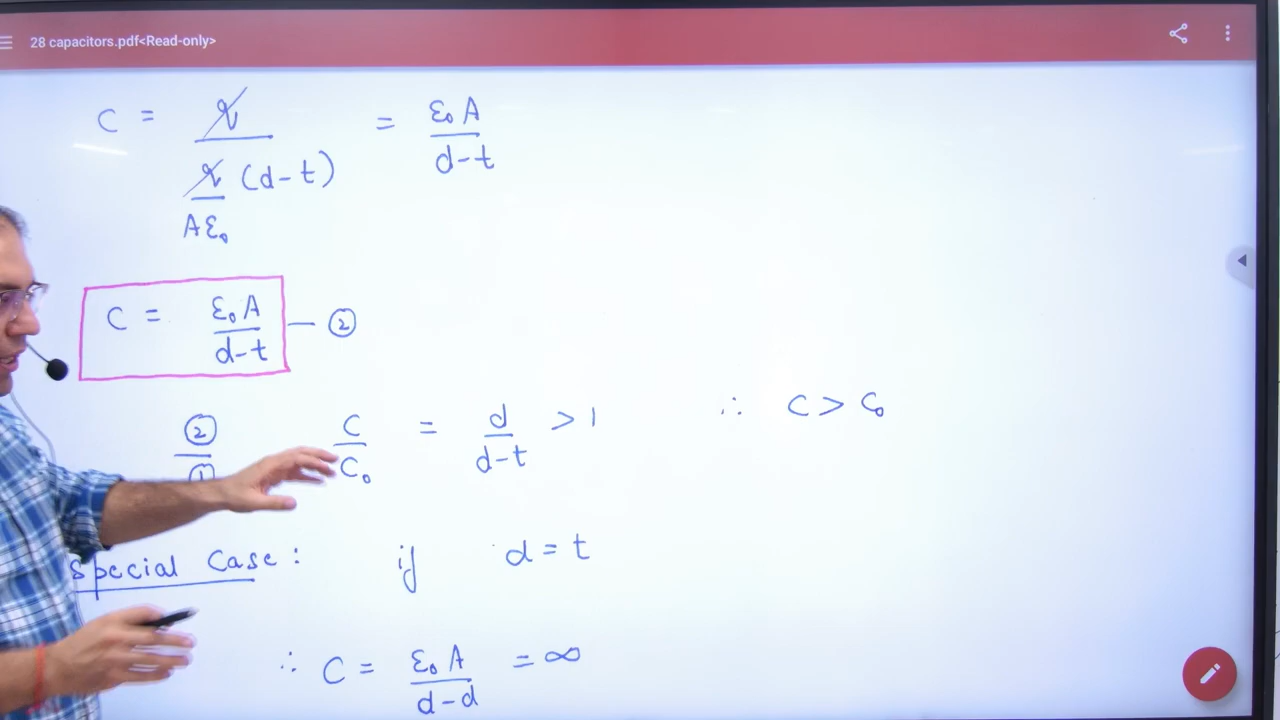 28 capacitors.pdf<Read-only>
C = q / (q/Aε₀ (d-t)) = ε₀A / (d-t)
C = ε₀A / (d-t) — ②
②/① C/C₀ = d / (d-t) > 1 ∴ C > C₀
Special Case: if d = t
∴ C = ε₀A / (d-d) = ∞